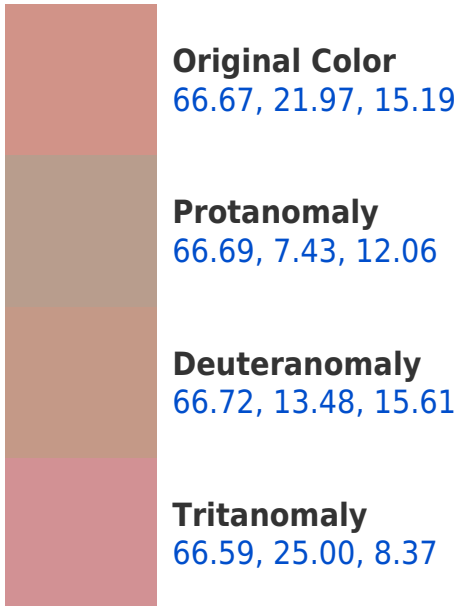 Original Color
66.67, 21.97, 15.19
Protanomaly
66.69, 7.43, 12.06
Deuteranomaly
66.72, 13.48, 15.61
Tritanomaly
66.59, 25.00, 8.37